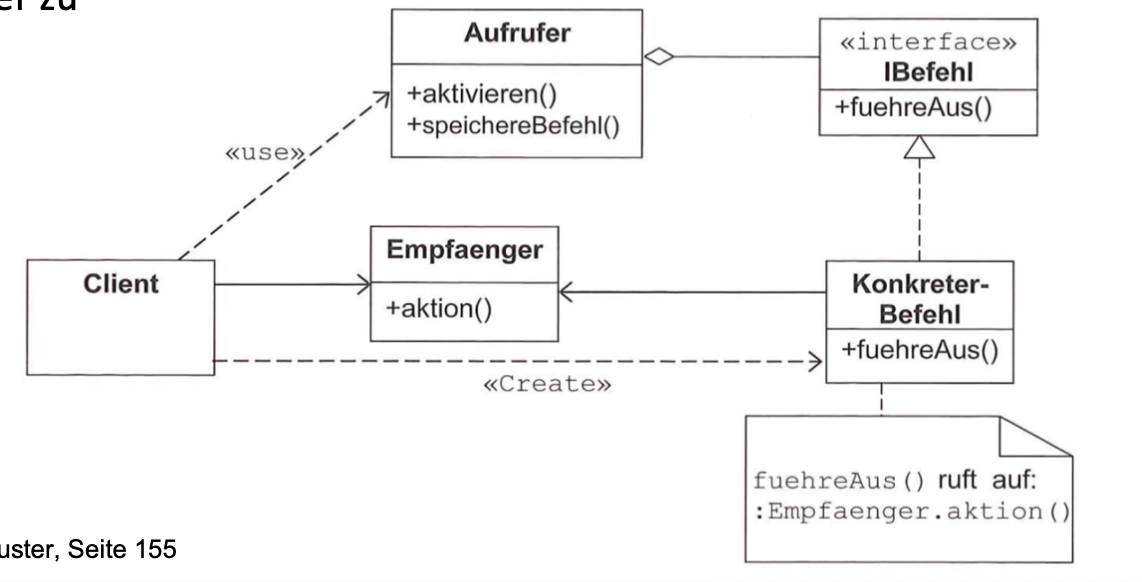 zu
Aufrufer
+aktivieren()
+speichereBefehl()
«interface»
IBefehl
+fuehreAus()
«use»
Client
Empfaenger
+aktion()
Konkreter-
Befehl
+fuehreAus()
«Create»
fuehreAus() ruft auf:
:Empfaenger.aktion()
uster, Seite 155